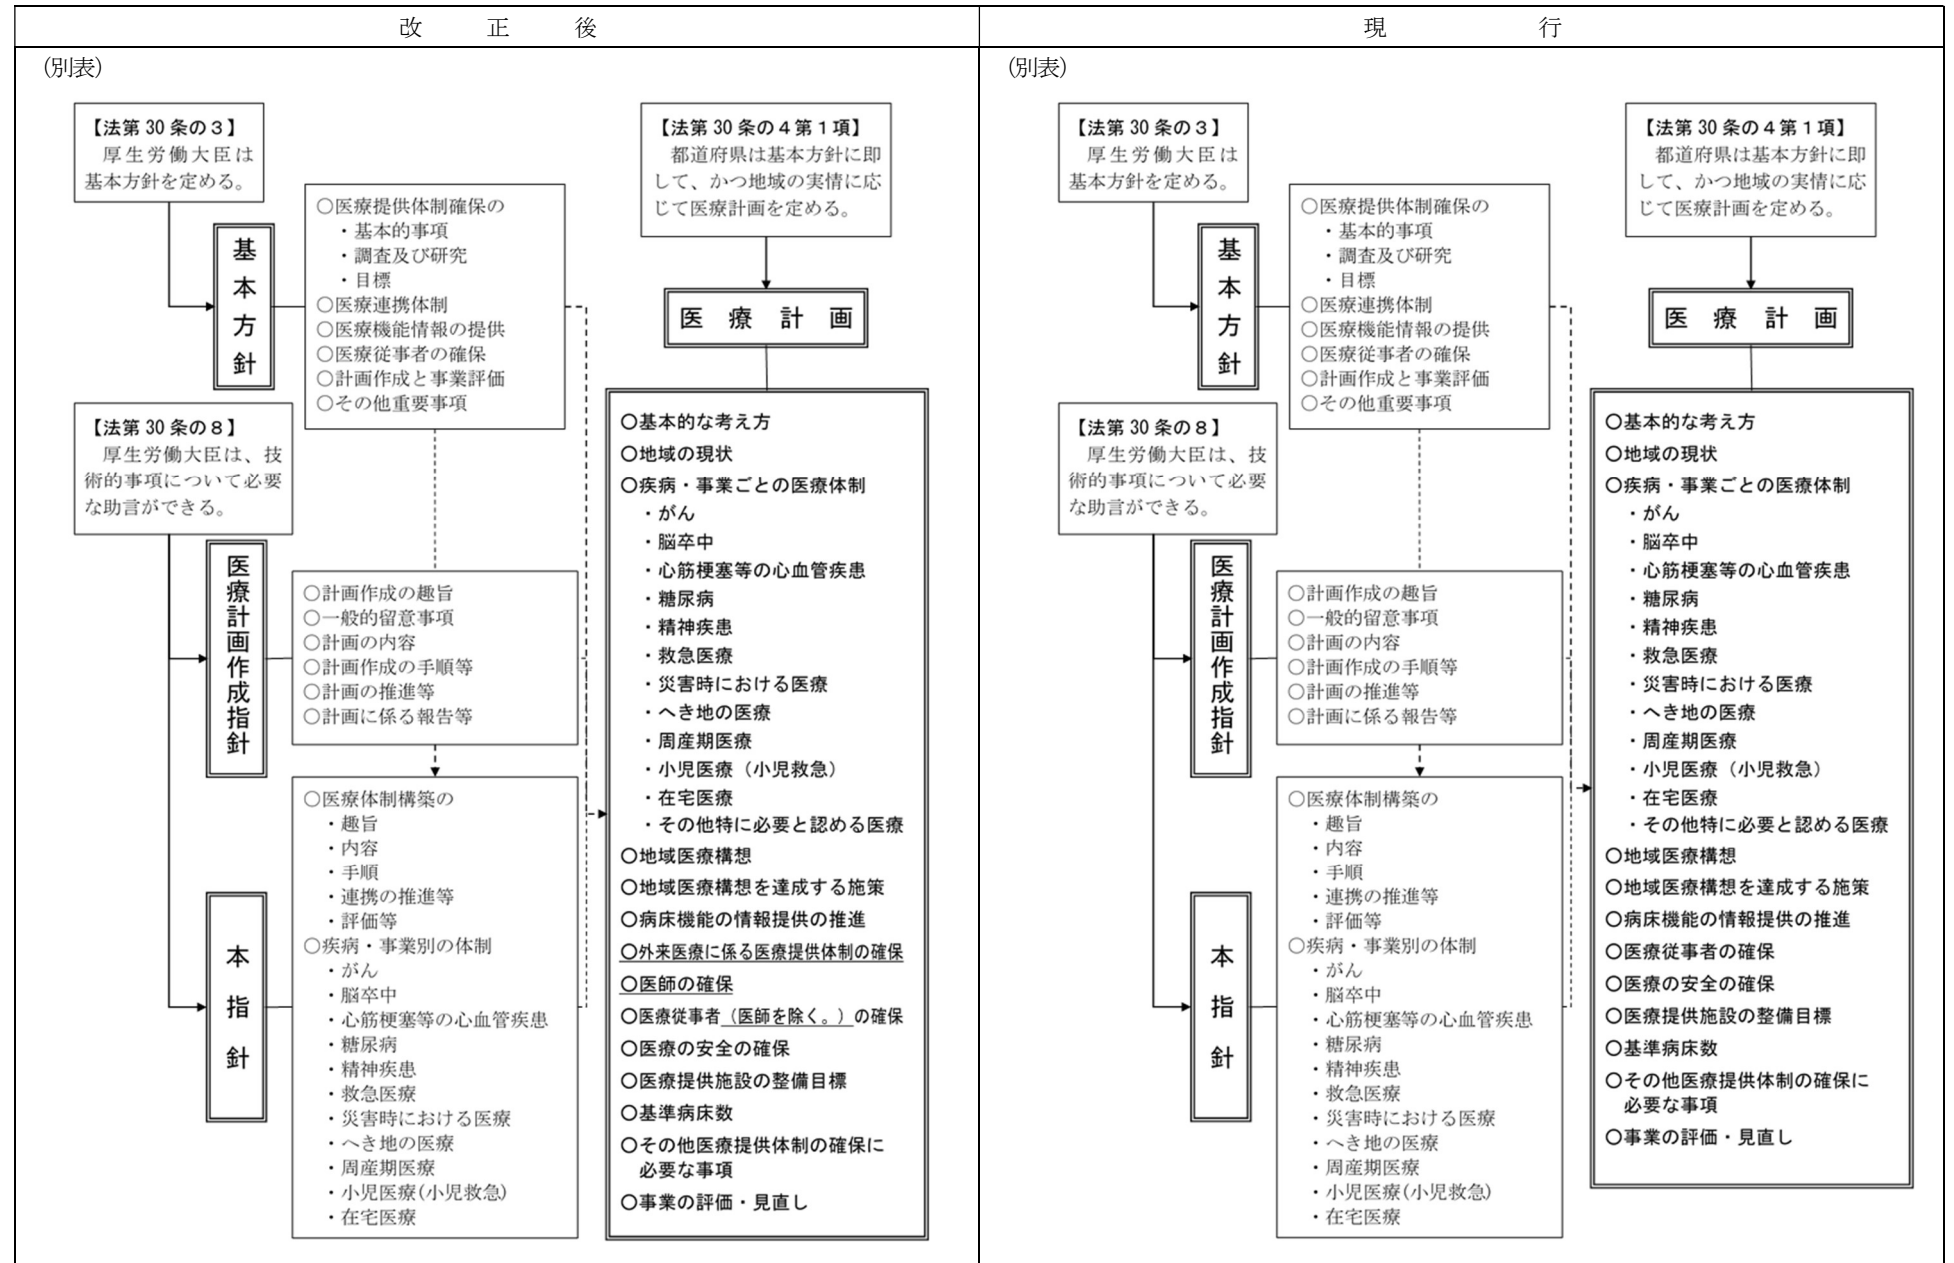 改正後
(別表)
【法第30条の3】
厚生労働大臣は
基本方針を定める。
基本方針
○医療提供体制確保の
・基本的事項
・調査及び研究
・目標
○医療連携体制
○医療機能情報の提供
○医療従事者の確保
○計画作成と事業評価
○その他重要事項
【法第30条の8】
厚生労働大臣は、技
術的事項について必要
な助言ができる。
医療計画作成指針
○計画作成の趣旨
○一般的留意事項
○計画の内容
○計画作成の手順等
○計画の推進等
○計画に係る報告等
本指針
○医療体制構築の
・趣旨
・内容
・手順
・連携の推進等
・評価等
○疾病・事業別の体制
・がん
・脳卒中
・心筋梗塞等の心血管疾患
・糖尿病
・精神疾患
・救急医療
・災害時における医療
・へき地の医療
・周産期医療
・小児医療(小児救急)
・在宅医療
【法第30条の4第1項】
都道府県は基本方針に即
して、かつ地域の実情に応
じて医療計画を定める。
医療計画
○基本的な考え方
○地域の現状
○疾病・事業ごとの医療体制
・がん
・脳卒中
・心筋梗塞等の心血管疾患
・糖尿病
・精神疾患
・救急医療
・災害時における医療
・へき地の医療
・周産期医療
・小児医療（小児救急）
・在宅医療
・その他特に必要と認める医療
○地域医療構想
○地域医療構想を達成する施策
○病床機能の情報提供の推進
○外来医療に係る医療提供体制の確保
○医師の確保
○医療従事者（医師を除く。）の確保
○医療の安全の確保
○医療提供施設の整備目標
○基準病床数
○その他医療提供体制の確保に
必要な事項
○事業の評価・見直し
現行
(別表)
【法第30条の3】
厚生労働大臣は
基本方針を定める。
基本方針
○医療提供体制確保の
・基本的事項
・調査及び研究
・目標
○医療連携体制
○医療機能情報の提供
○医療従事者の確保
○計画作成と事業評価
○その他重要事項
【法第30条の8】
厚生労働大臣は、技
術的事項について必要
な助言ができる。
医療計画作成指針
○計画作成の趣旨
○一般的留意事項
○計画の内容
○計画作成の手順等
○計画の推進等
○計画に係る報告等
本指針
○医療体制構築の
・趣旨
・内容
・手順
・連携の推進等
・評価等
○疾病・事業別の体制
・がん
・脳卒中
・心筋梗塞等の心血管疾患
・糖尿病
・精神疾患
・救急医療
・災害時における医療
・へき地の医療
・周産期医療
・小児医療(小児救急)
・在宅医療
【法第30条の4第1項】
都道府県は基本方針に即
して、かつ地域の実情に応
じて医療計画を定める。
医療計画
○基本的な考え方
○地域の現状
○疾病・事業ごとの医療体制
・がん
・脳卒中
・心筋梗塞等の心血管疾患
・糖尿病
・精神疾患
・救急医療
・災害時における医療
・へき地の医療
・周産期医療
・小児医療（小児救急）
・在宅医療
・その他特に必要と認める医療
○地域医療構想
○地域医療構想を達成する施策
○病床機能の情報提供の推進
○医療従事者の確保
○医療の安全の確保
○医療提供施設の整備目標
○基準病床数
○その他医療提供体制の確保に
必要な事項
○事業の評価・見直し